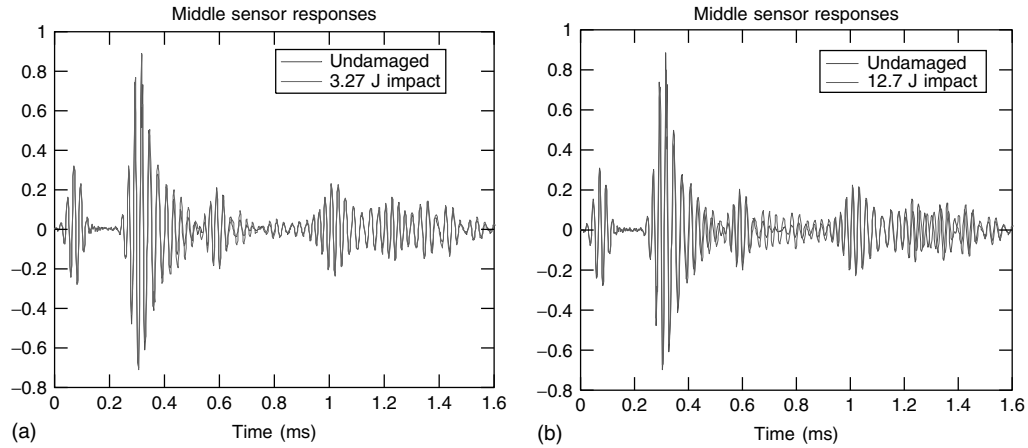 Middle sensor responses
1
0.8
0.6
0.4
0.2
0
−0.2
−0.4
−0.6
−0.8
Undamaged
3.27 J impact
0 0.2 0.4 0.6 0.8 1 1.2 1.4 1.6
Time (ms)
(a)
Middle sensor responses
1
0.8
0.6
0.4
0.2
0
−0.2
−0.4
−0.6
−0.8
Undamaged
12.7 J impact
0 0.2 0.4 0.6 0.8 1 1.2 1.4 1.6
Time (ms)
(b)